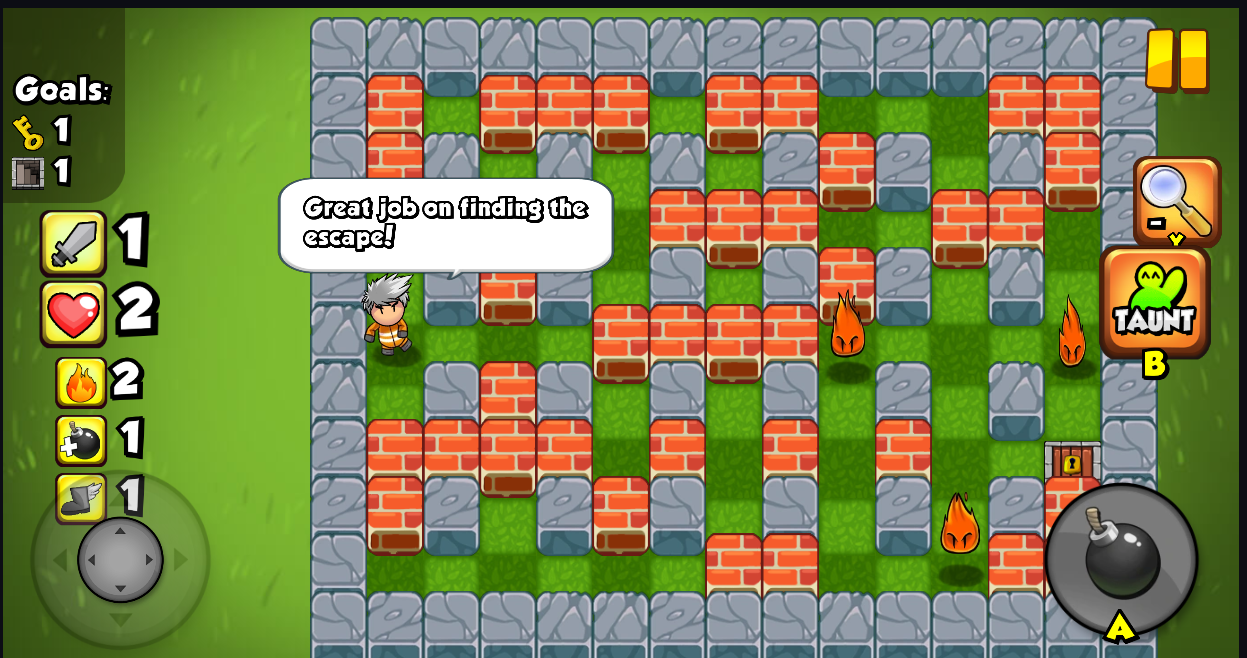 Goals:
1
1
1
2
2
1
1
Great job on finding the
escape!
Y
TAUNT
B
A